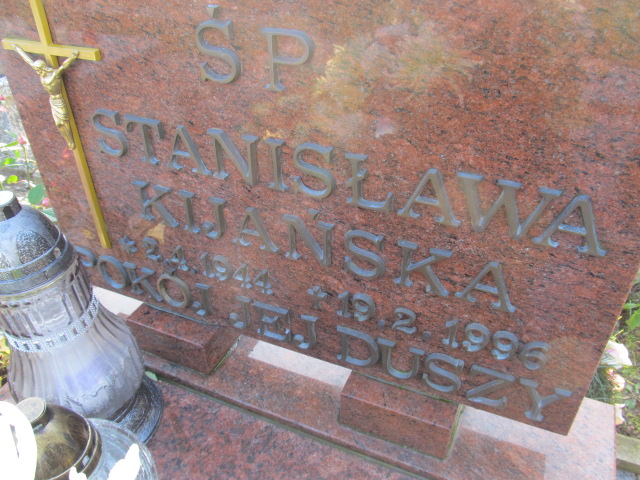 ŚP
STANISŁAWA
KIJAŃSKA
*2.4.1944 +19.2.1996
POKÓJ JEJ DUSZY